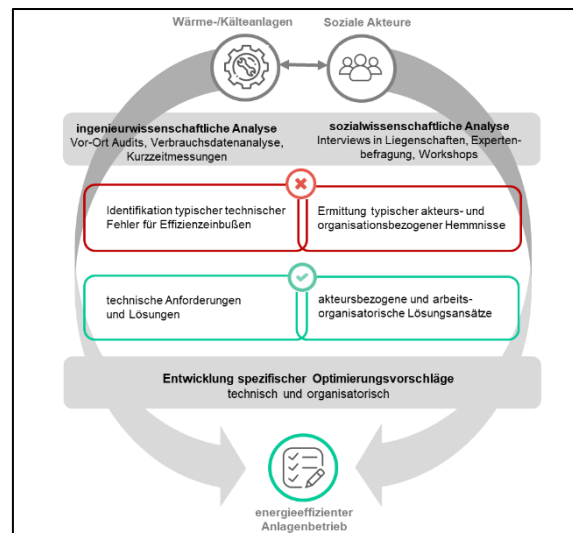 Wärme-/Kälteanlagen
Soziale Akteure
ingenieurwissenschaftliche Analyse
Vor-Ort Audits, Verbrauchsdatenanalyse,
Kurzzeitmessungen
sozialwissenschaftliche Analyse
Interviews in Liegenschaften, Experten-
befragung, Workshops
Identifikation typischer technischer
Fehler für Effizienzeinbußen
Ermittung typischer akteurs- und
organisationsbezogener Hemmnisse
technische Anforderungen
und Lösungen
akteursbezogene und arbeits-
organisatorische Lösungsansätze
Entwicklung spezifischer Optimierungsvorschläge
technisch und organisatorisch
energieeffizienter
Anlagenbetrieb